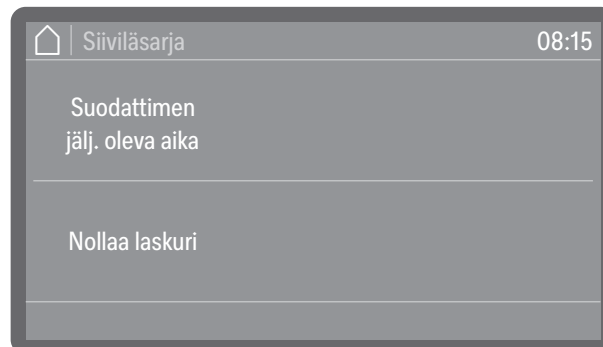 Siiviläsarja 08:15
Suodattimen
jälj. oleva aika
Nollaa laskuri